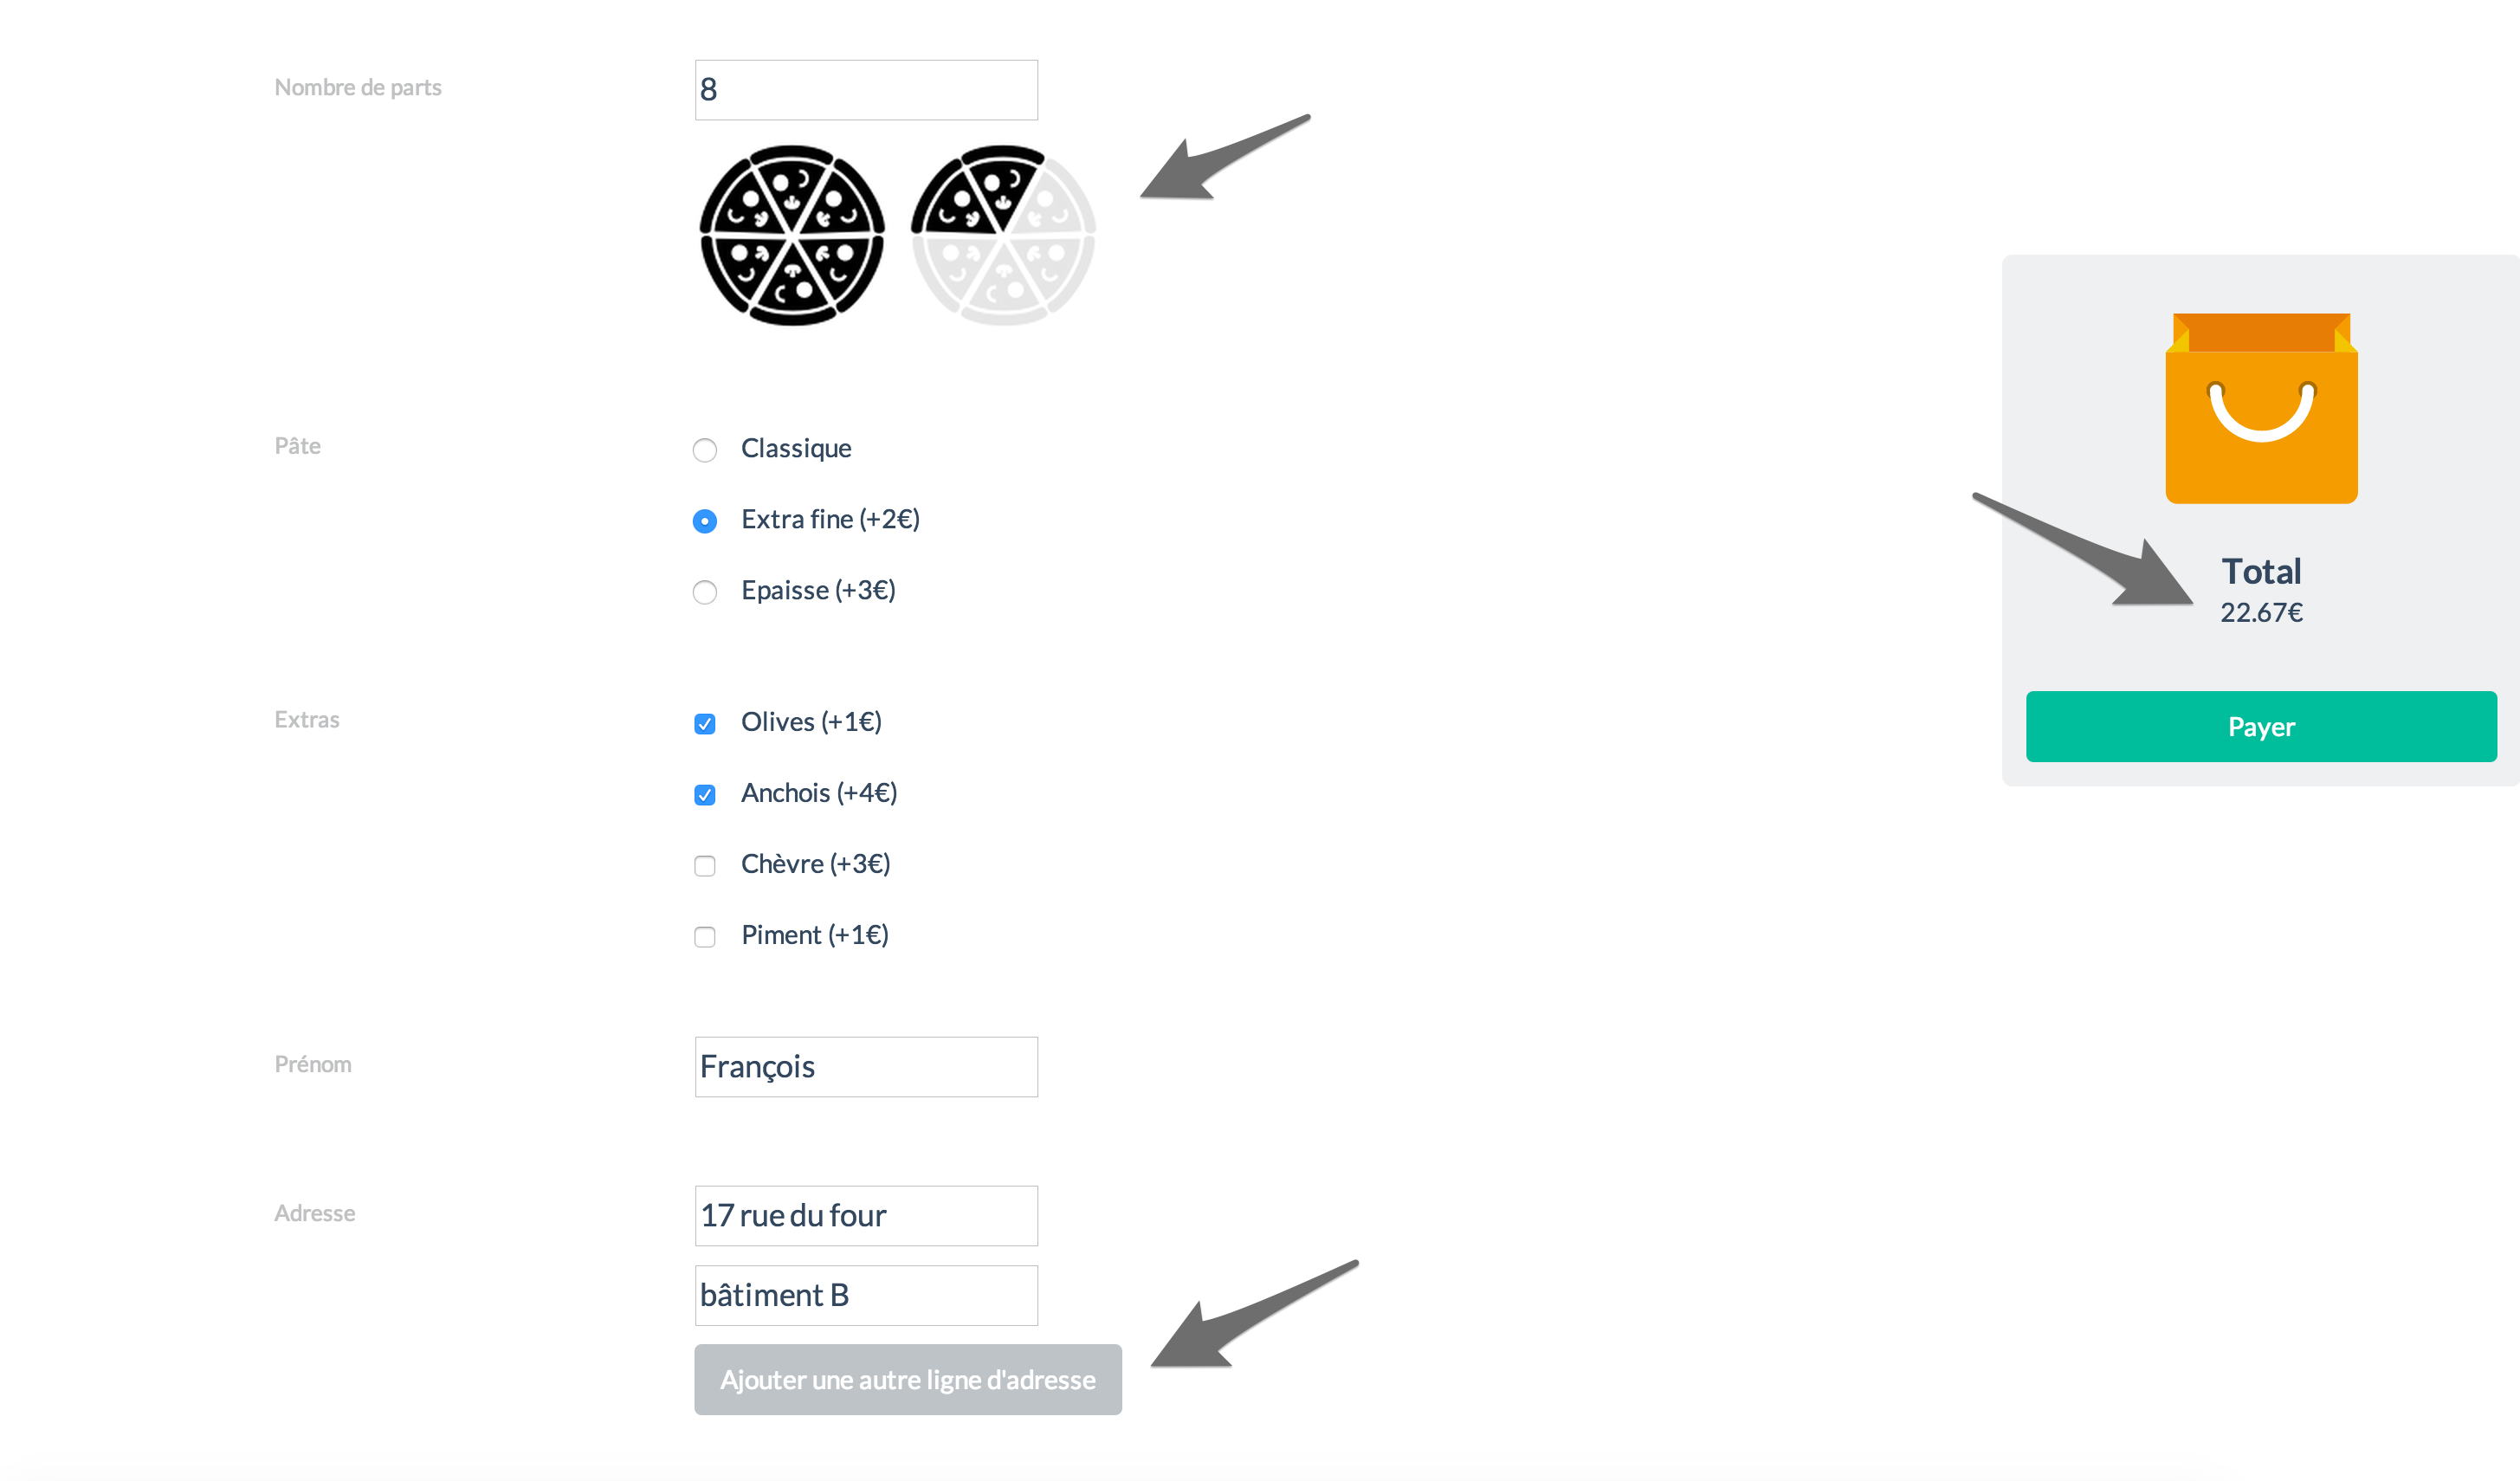 Nombre de parts
8
Pâte
Classique
Extra fine (+2€)
Epaisse (+3€)
Extras
Olives (+1€)
Anchois (+4€)
Chèvre (+3€)
Piment (+1€)
Prénom
François
Adresse
17 rue du four
bâtiment B
Ajouter une autre ligne d'adresse
Total
22.67€
Payer